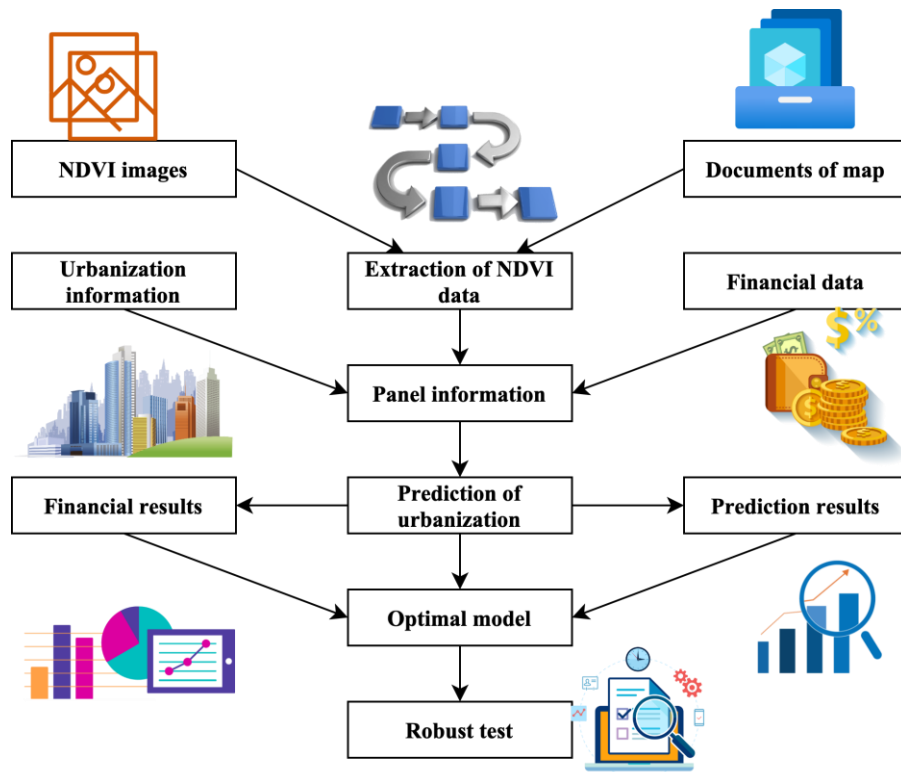 NDVI images
Documents of map
Urbanization
information
Extraction of NDVI
data
Financial data
$%
Panel information
Financial results
Prediction of
urbanization
Prediction results
Optimal model
Robust test